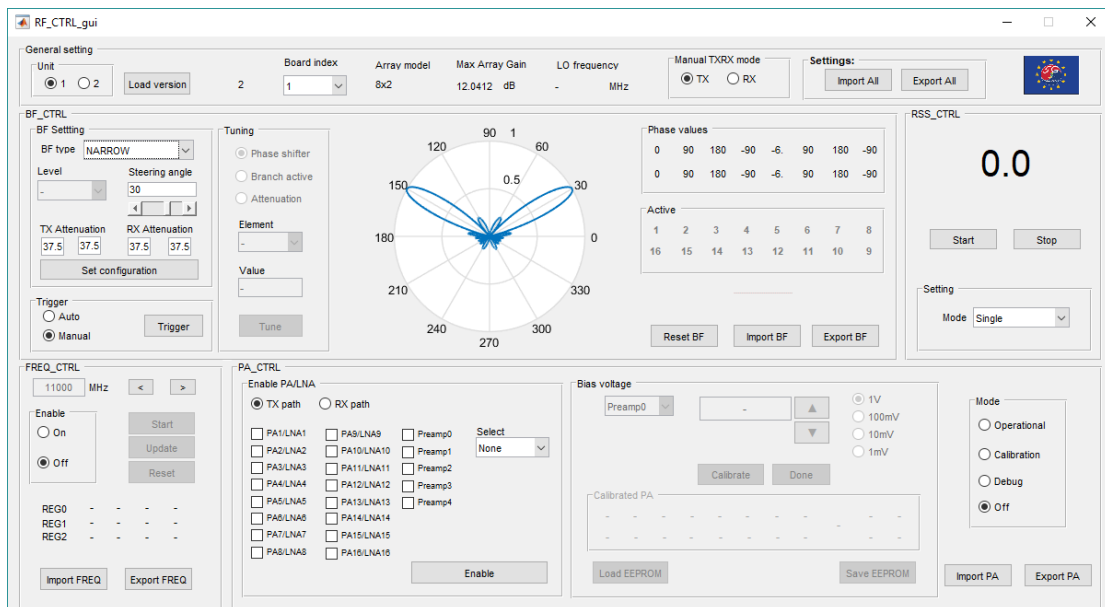 RF_CTRL_gui
General setting
Unit
1 2
Load version
2
Board index
1
Array model
8x2
Max Array Gain
12.0412 dB
LO frequency
- MHz
Manual TXRX mode
TX RX
Settings:
Import All Export All
BF_CTRL
BF Settting
BF type NARROW
Level
-
Steering angle
30
TX Attenuation RX Attenuation
37.5 37.5 37.5 37.5
Set configuration
Trigger
Auto
Manual
Trigger
Tuning
Phase shifter
Branch active
Attenuation
Element
-
Value
-
Tune
90 1
120 60
150 0.5 30
180 0
210 330
240 300
270
Phase values
0 90 180 -90 -6. 90 180 -90
0 90 180 -90 -6. 90 180 -90
Active
1 2 3 4 5 6 7 8
16 15 14 13 12 11 10 9
Reset BF Import BF Export BF
RSS_CTRL
0.0
Start Stop
Setting
Mode Single
FREQ_CTRL
11000 MHz < >
Enable
On
Off
Start
Update
Reset
REG0 - - - -
REG1 - - - -
REG2 - - - -
Import FREQ Export FREQ
PA_CTRL
Enable PA/LNA
TX path RX path
PA1/LNA1 PA9/LNA9 Preamp0
PA2/LNA2 PA10/LNA10 Preamp1
PA3/LNA3 PA11/LNA11 Preamp2
PA4/LNA4 PA12/LNA12 Preamp3
PA5/LNA5 PA13/LNA13 Preamp4
PA6/LNA6 PA14/LNA14
PA7/LNA7 PA15/LNA15
PA8/LNA8 PA16/LNA16
Select
None
Enable
Bias voltage
Preamp0
-
1V
100mV
10mV
1mV
Calibrate Done
Calibrated PA
- - - - - - - - -
- - - - - - - -
Load EEPROM Save EEPROM
Mode
Operational
Calibration
Debug
Off
Import PA Export PA